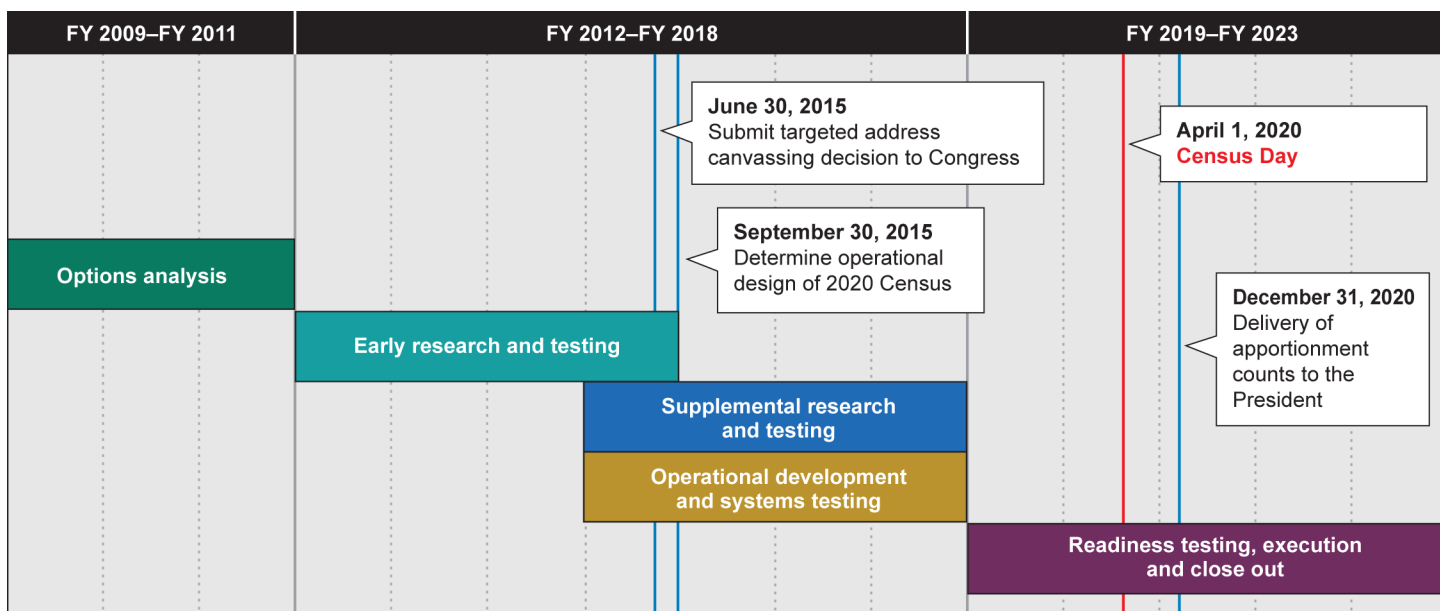 FY 2009–FY 2011
FY 2012–FY 2018
FY 2019–FY 2023
June 30, 2015
Submit targeted address
canvassing decision to Congress
April 1, 2020
Census Day
September 30, 2015
Determine operational
design of 2020 Census
Options analysis
December 31, 2020
Delivery of
apportionment
counts to the
President
Early research and testing
Supplemental research
and testing
Operational development
and systems testing
Readiness testing, execution
and close out